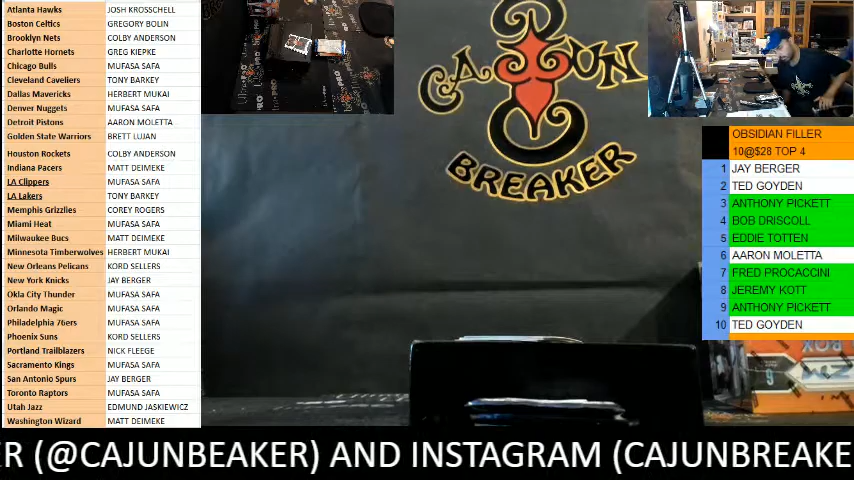 Atlanta Hawks JOSH KROSSCHELL
Boston Celtics GREGORY BOLIN
Brooklyn Nets COLBY ANDERSON
Charlotte Hornets GREG KIEPKE
Chicago Bulls MUFASA SAFA
Cleveland Cavaliers TONY BARKEY
Dallas Mavericks HERBERT MUKAI
Denver Nuggets MUFASA SAFA
Detroit Pistons AARON MOLETTA
Golden State Warriors BRETT LUJAN
Houston Rockets COLBY ANDERSON
Indiana Pacers MATT DEIMEKE
LA Clippers MUFASA SAFA
LA Lakers TONY BARKEY
Memphis Grizzlies COREY ROGERS
Miami Heat MUFASA SAFA
Milwaukee Bucs MATT DEIMEKE
Minnesota Timberwolves HERBERT MUKAI
New Orleans Pelicans KORD SELLERS
New York Knicks JAY BERGER
Okla City Thunder MUFASA SAFA
Orlando Magic MUFASA SAFA
Philadelphia 76ers MUFASA SAFA
Phoenix Suns KORD SELLERS
Portland Trailblazers NICK FLEEGE
Sacramento Kings MUFASA SAFA
San Antonio Spurs JAY BERGER
Toronto Raptors MUFASA SAFA
Utah Jazz EDMUND JASKIEWICZ
Washington Wizard MATT DEIMEKE
CAJUN
BREAKER
OBSIDIAN FILLER
10@$28 TOP 4
1 JAY BERGER
2 TED GOYDEN
3 ANTHONY PICKETT
4 BOB DRISCOLL
5 EDDIE TOTTEN
6 AARON MOLETTA
7 FRED PROCACCINI
8 JEREMY KOTT
9 ANTHONY PICKETT
10 TED GOYDEN
BOX
R (@CAJUNBEAKER) AND INSTAGRAM (CAJUNBREAKE